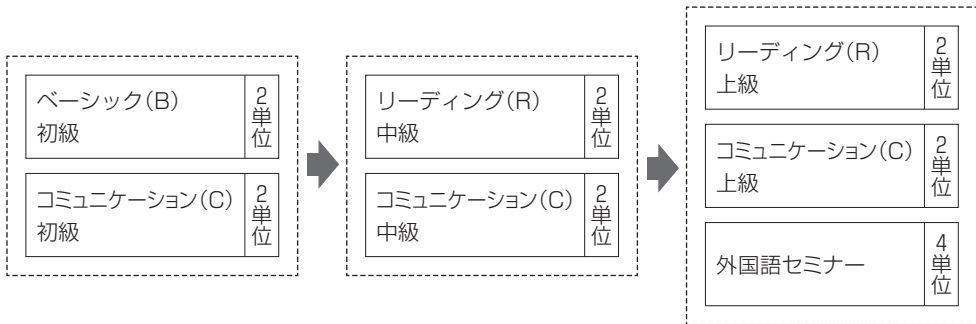 ベーシック(B)
初級
2単位
コミュニケーション(C)
初級
2単位
リーディング(R)
中級
2単位
コミュニケーション(C)
中級
2単位
リーディング(R)
上級
2単位
コミュニケーション(C)
上級
2単位
外国語セミナー
4単位